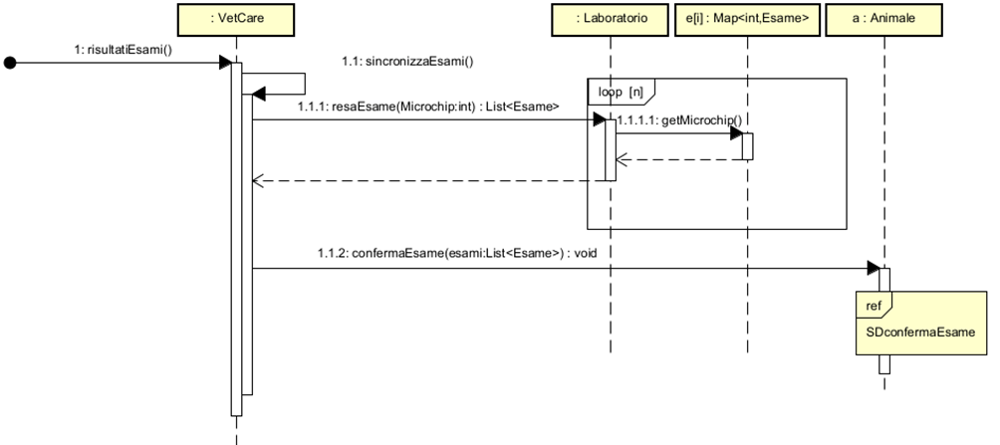 : VetCare
: Laboratorio
e[i] : Map<int,Esame>
a : Animale
1: risultatiEsami()
1.1: sincronizzaEsami()
loop [n]
1.1.1: resaEsame(Microchip:int) : List<Esame>
1.1.1.1: getMicrochip()
1.1.2: confermaEsame(esami:List<Esame>) : void
ref
SDconfermaEsame